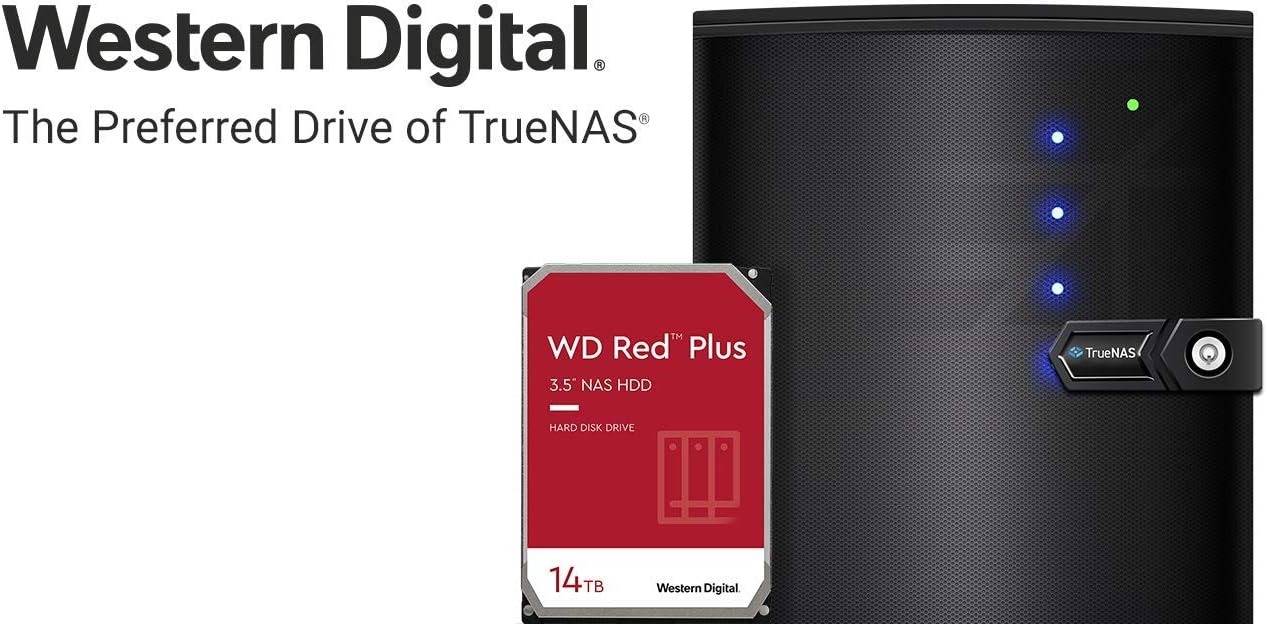 Western Digital®
The Preferred Drive of TrueNAS®
TrueNAS
WD Red™ Plus
3.5" NAS HDD
HARD DISK DRIVE
14TB
Western Digital.